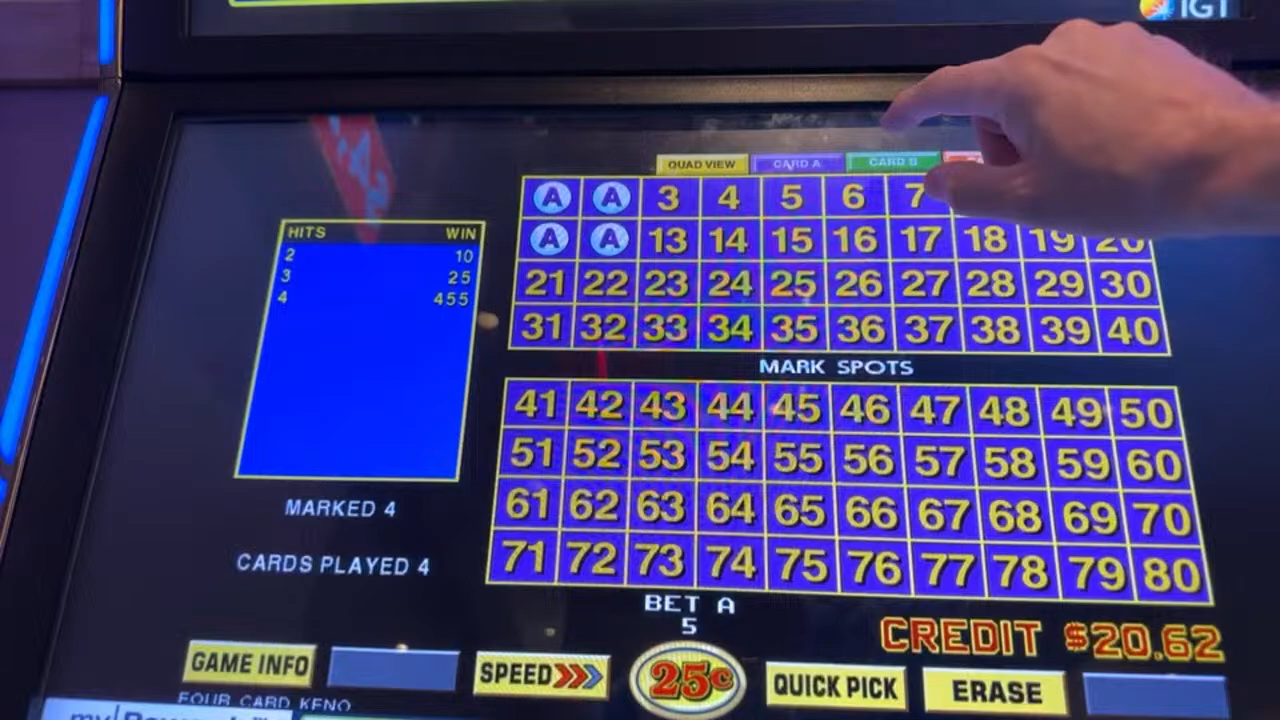 IGT
QUAD VIEW CARD A CARD B
A A 3 4 5 6 7
A A 13 14 15 16 17 18 19 20
21 22 23 24 25 26 27 28 29 30
31 32 33 34 35 36 37 38 39 40
HITS WIN
2 10
3 25
4 455
MARK SPOTS
41 42 43 44 45 46 47 48 49 50
51 52 53 54 55 56 57 58 59 60
61 62 63 64 65 66 67 68 69 70
71 72 73 74 75 76 77 78 79 80
MARKED 4
CARDS PLAYED 4
BET A
5
CREDIT $20.62
GAME INFO SPEED 25¢ QUICK PICK ERASE
FOUR CARD KENO
my